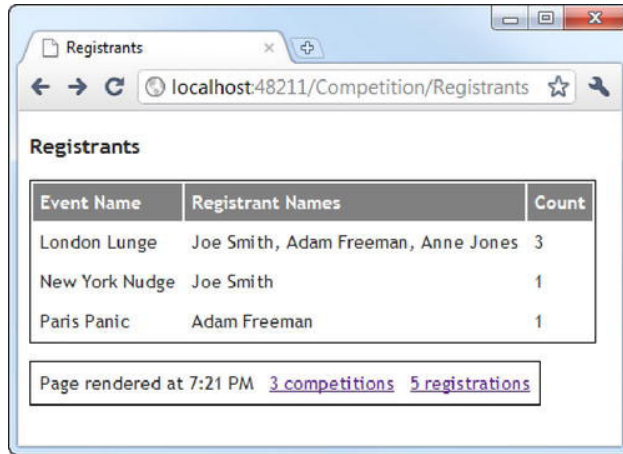 Registrants
localhost:48211/Competition/Registrants
Registrants
Event Name Registrant Names Count
London Lunge Joe Smith, Adam Freeman, Anne Jones 3
New York Nudge Joe Smith 1
Paris Panic Adam Freeman 1
Page rendered at 7:21 PM 3 competitions 5 registrations